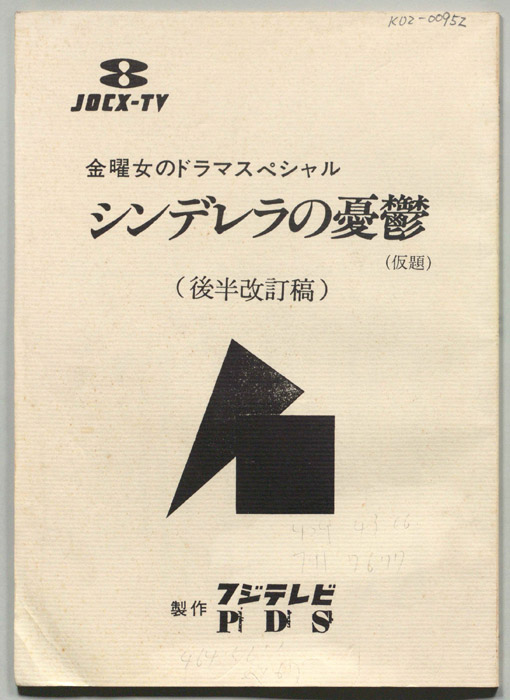 K02-00952
8
JOCX-TV
金曜女のドラマスペシャル
シンデレラの憂鬱
(仮題)
(後半改訂稿)
製作 フジテレビ
PDS